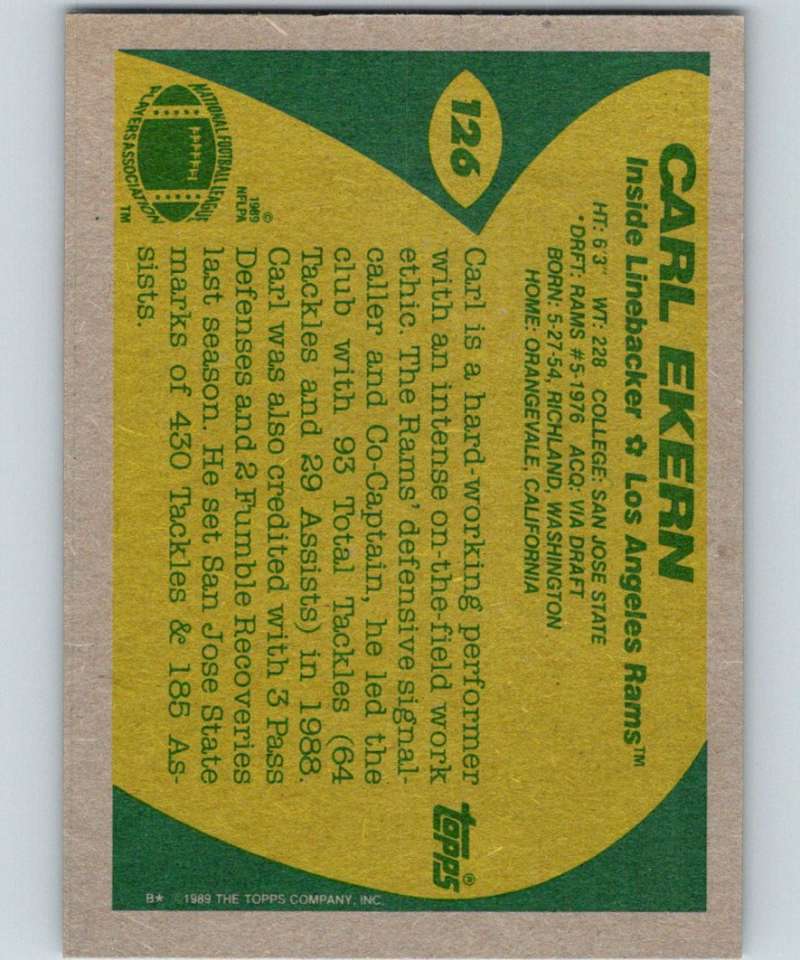 126
CARL EKERN
Inside Linebacker ✿ Los Angeles Rams™
HT: 6'3" WT: 228 COLLEGE: SAN JOSE STATE
*DRFT: RAMS #5-1976 ACQ: VIA DRAFT
BORN: 5-27-54, RICHLAND, WASHINGTON
HOME: ORANGEVALE, CALIFORNIA
Carl is a hard-working performer
with an intense on-the-field work
ethic. The Rams' defensive signal-
caller and Co-Captain, he led the
club with 93 Total Tackles (64
Tackles and 29 Assists) in 1988.
Carl was also credited with 3 Pass
Defenses and 2 Fumble Recoveries
last season. He set San Jose State
marks of 430 Tackles & 185 As-
sists.
NATIONAL FOOTBALL LEAGUE
PLAYERS ASSOCIATION
TM
©
1989
NFLPA
topps®
B* ©1989 THE TOPPS COMPANY, INC.